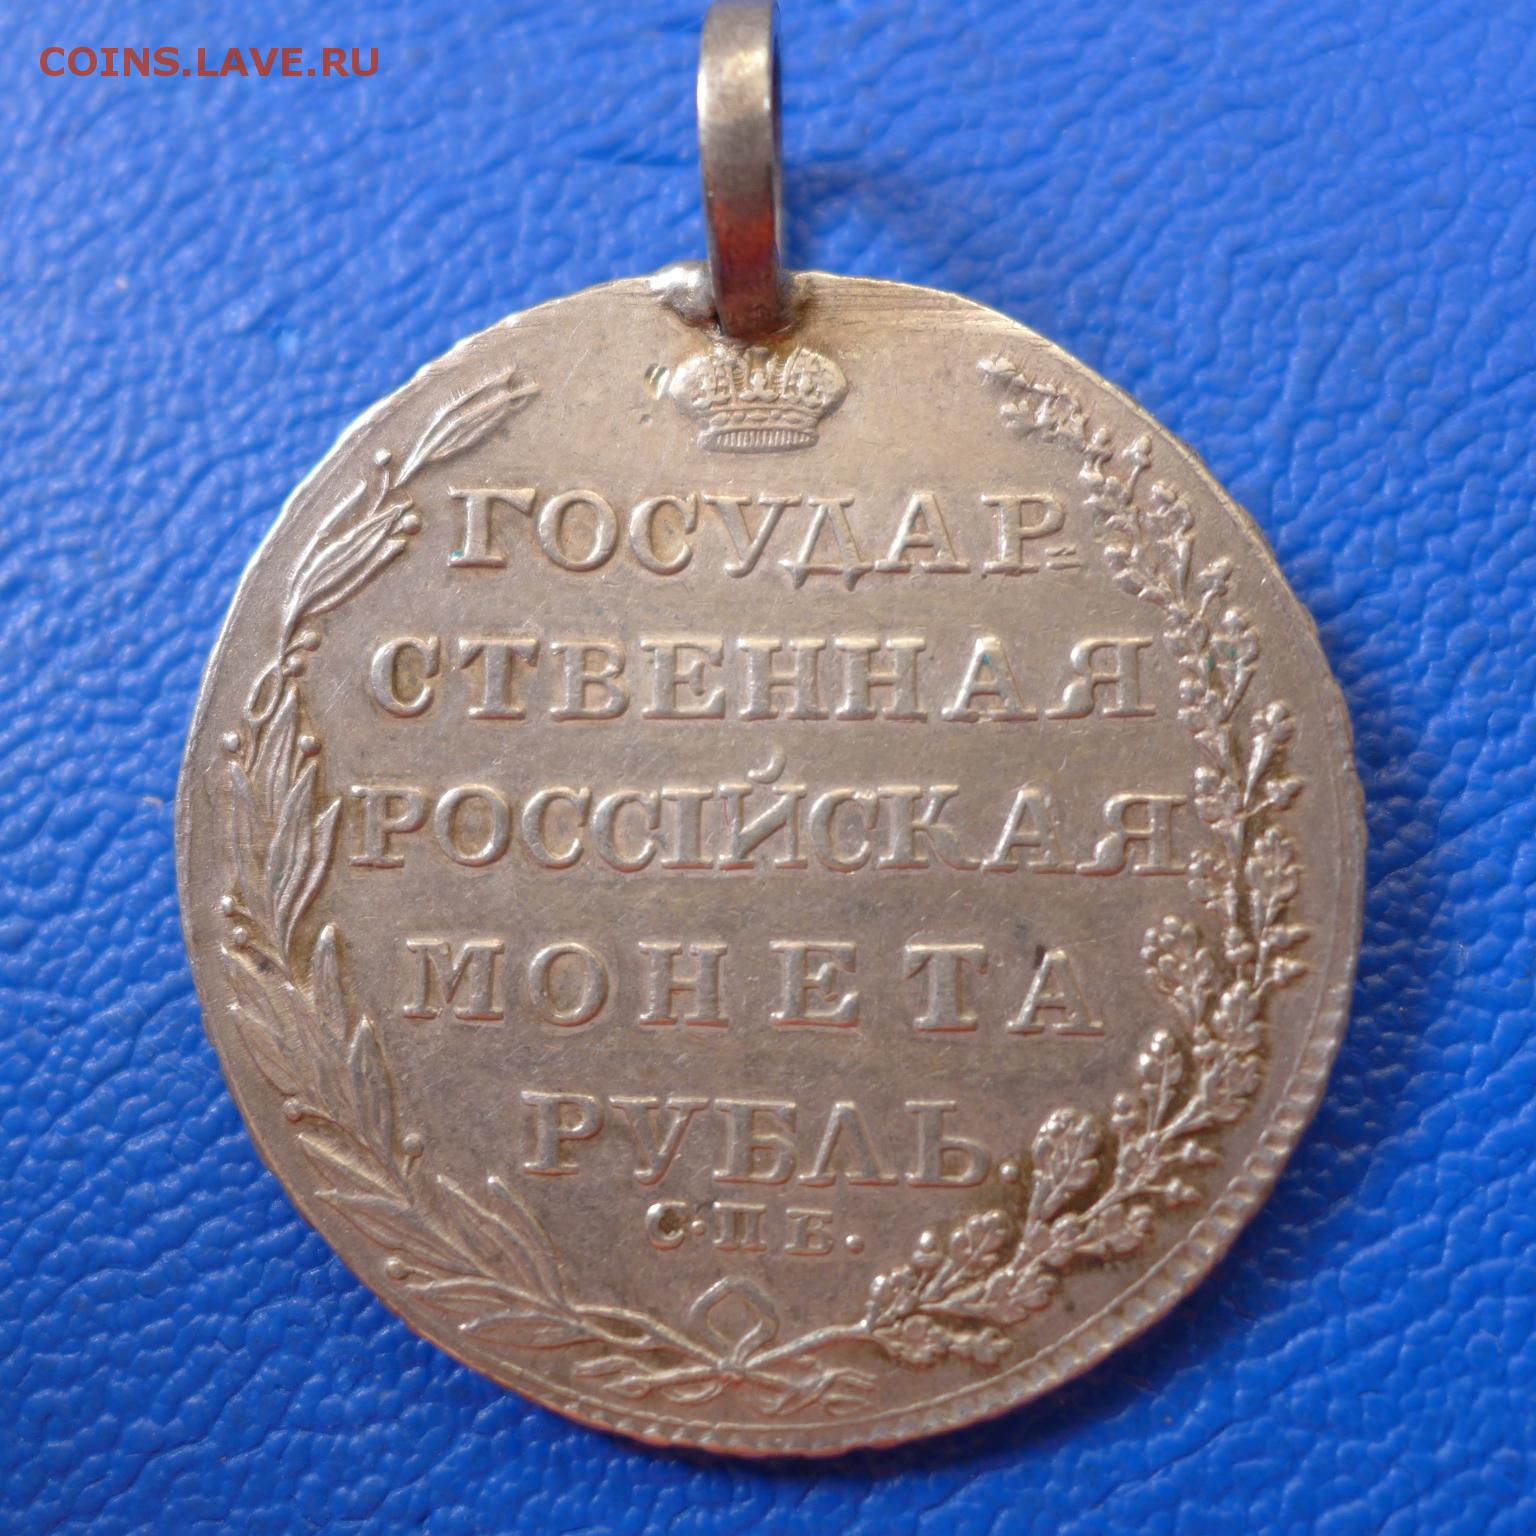 COINS.LAVE.RU
ГОСУДАР=
СТВЕННАЯ
РОССІЙСКАЯ
МОНЕТА
РУБЛЬ.
С·П Б.